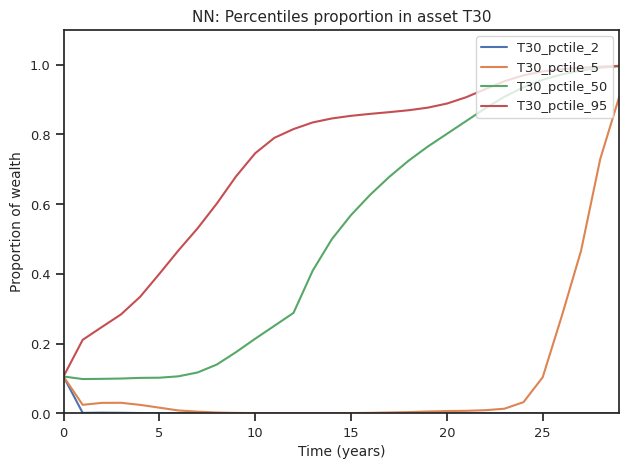 NN: Percentiles proportion in asset T30
T30_pctile_2
T30_pctile_5
T30_pctile_50
T30_pctile_95
Proportion of wealth
1.0
0.8
0.6
0.4
0.2
0.0
0 5 10 15 20 25
Time (years)